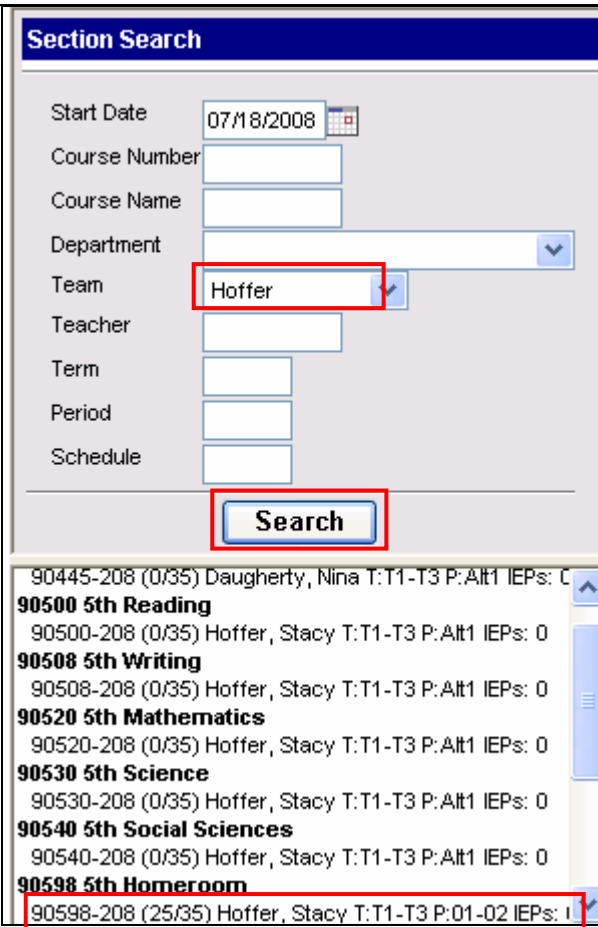 Section Search
Start Date 07/18/2008
Course Number
Course Name
Department
Team Hoffer
Teacher
Term
Period
Schedule
Search
90445-208 (0/35) Daugherty, Nina T:T1-T3 P:Alt1 IEPs:
90500 5th Reading
90500-208 (0/35) Hoffer, Stacy T:T1-T3 P:Alt1 IEPs: 0
90508 5th Writing
90508-208 (0/35) Hoffer, Stacy T:T1-T3 P:Alt1 IEPs: 0
90520 5th Mathematics
90520-208 (0/35) Hoffer, Stacy T:T1-T3 P:Alt1 IEPs: 0
90530 5th Science
90530-208 (0/35) Hoffer, Stacy T:T1-T3 P:Alt1 IEPs: 0
90540 5th Social Sciences
90540-208 (0/35) Hoffer, Stacy T:T1-T3 P:Alt1 IEPs: 0
90598 5th Homeroom
90598-208 (25/35) Hoffer, Stacy T:T1-T3 P:01-02 IEPs: